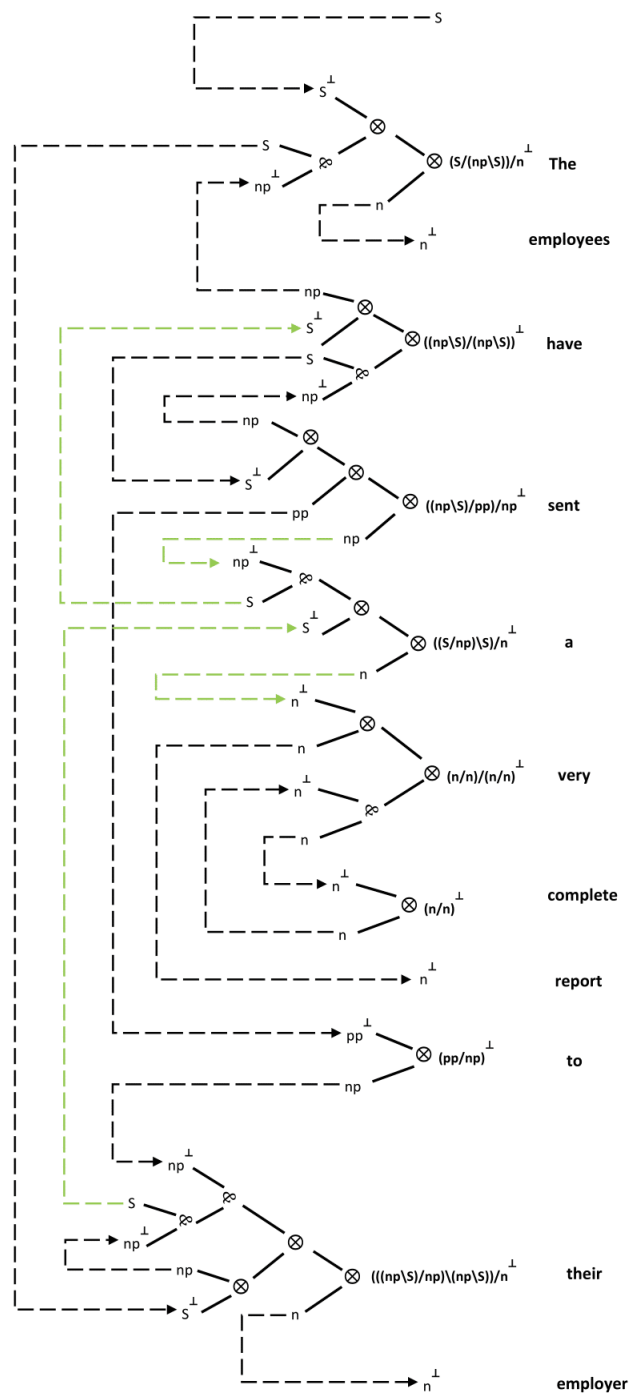 S
S⊥
⊗
S
⅋
⊗ (S/(np\S))/n⊥ The
np⊥
n
n⊥ employees
np
⊗
S⊥
⊗ ((np\S)/(np\S))⊥ have
S
⅋
np⊥
np
⊗
⊗
S⊥
⊗ ((np\S)/pp)/np⊥ sent
pp
np
np⊥
⅋
S
⊗
S⊥
⊗ ((S/np)\S)/n⊥ a
n
n⊥
⊗
n
⊗ (n/n)/(n/n)⊥ very
n⊥
⅋
n
n⊥ complete
⊗ (n/n)⊥
n
n⊥ report
pp⊥
⊗ (pp/np)⊥ to
np
np⊥
⅋
S
⅋
np⊥
⊗
np
⊗ (((np\S)/np)\(np\S))/n⊥ their
⊗
S⊥
n
n⊥ employer